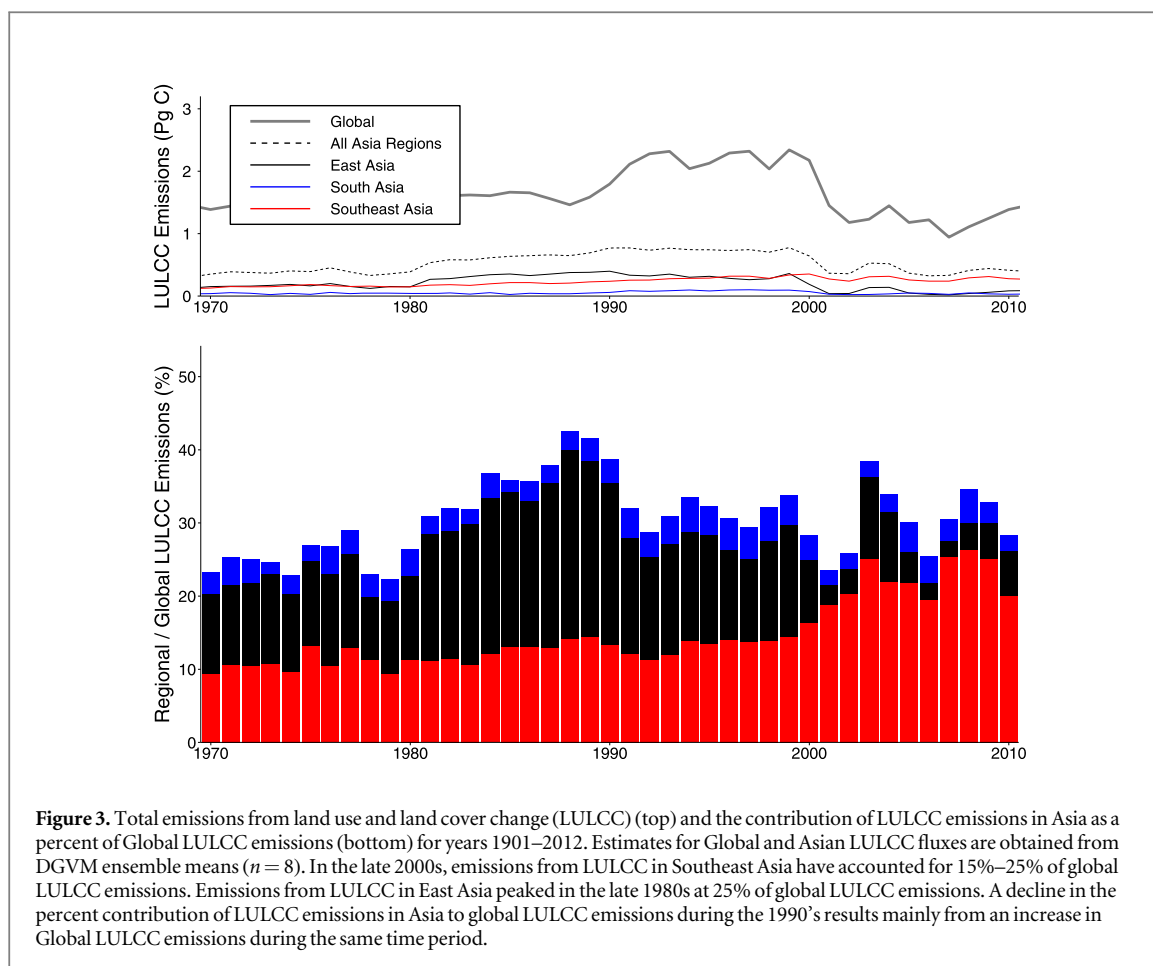 LULCC Emissions (Pg C)
3
2
1
0
Global
All Asia Regions
East Asia
South Asia
Southeast Asia
1970
1980
1990
2000
2010
Regional / Global LULCC Emissions (%)
50
40
30
20
10
0
1970
1980
1990
2000
2010
Figure 3. Total emissions from land use and land cover change (LULCC) (top) and the contribution of LULCC emissions in Asia as a
percent of Global LULCC emissions (bottom) for years 1901–2012. Estimates for Global and Asian LULCC fluxes are obtained from
DGVM ensemble means (n = 8). In the late 2000s, emissions from LULCC in Southeast Asia have accounted for 15%–25% of global
LULCC emissions. Emissions from LULCC in East Asia peaked in the late 1980s at 25% of global LULCC emissions. A decline in the
percent contribution of LULCC emissions in Asia to global LULCC emissions during the 1990's results mainly from an increase in
Global LULCC emissions during the same time period.